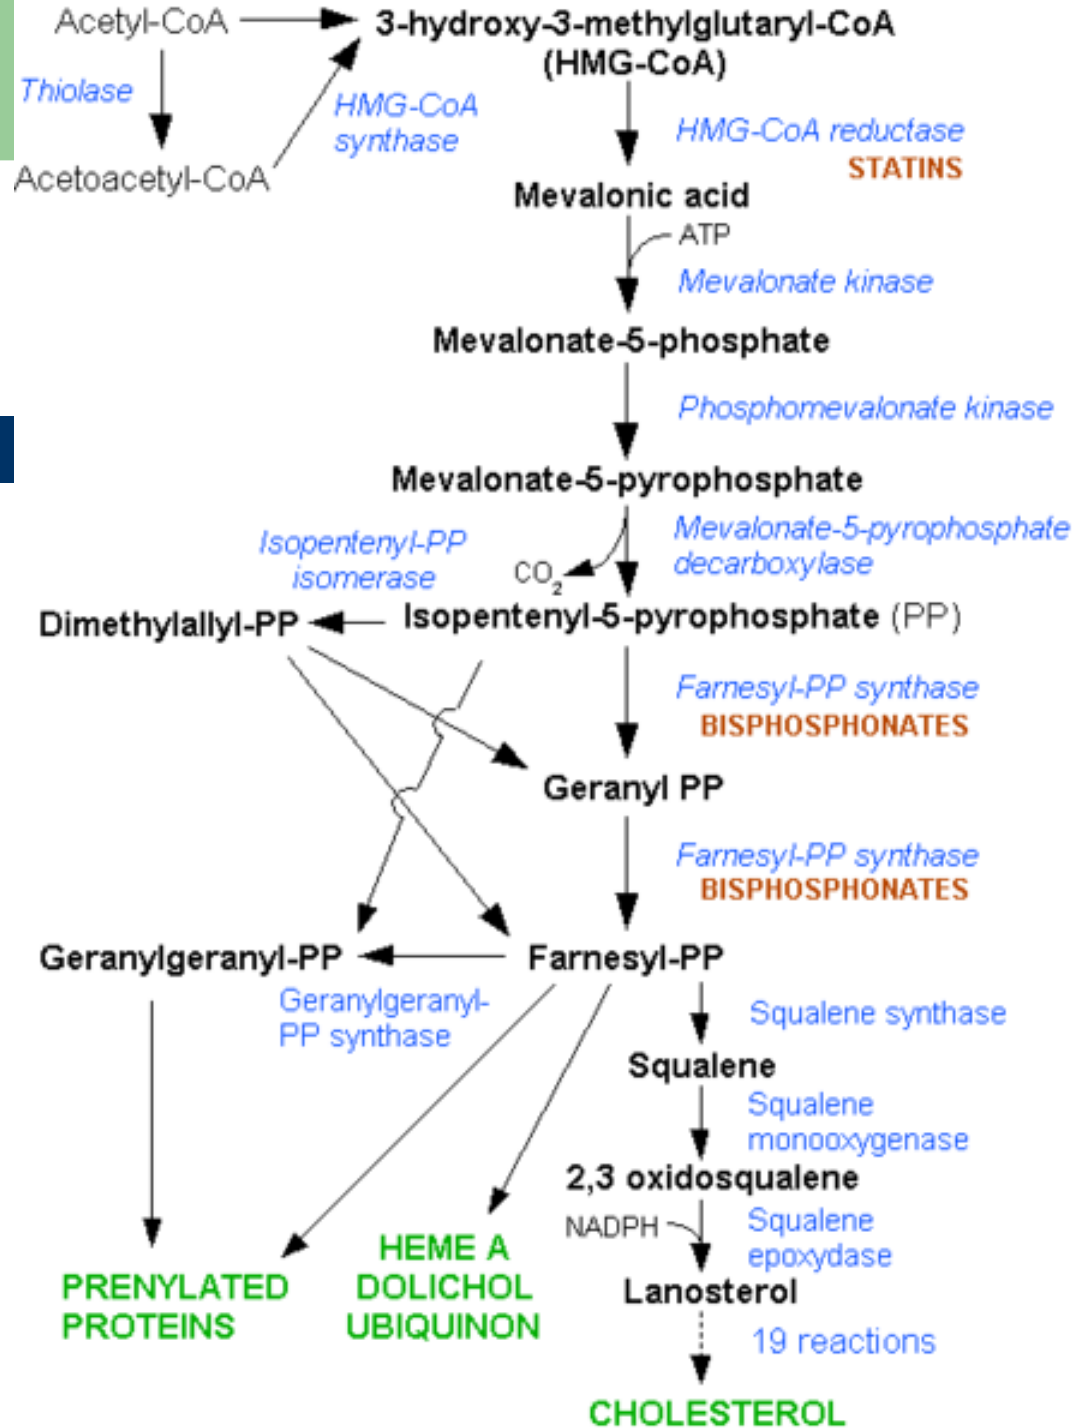 Acetyl-CoA
3-hydroxy-3-methylglutaryl-CoA
(HMG-CoA)
Thiolase
HMG-CoA
synthase
HMG-CoA reductase
STATINS
Acetoacetyl-CoA
Mevalonic acid
ATP
Mevalonate kinase
Mevalonate-5-phosphate
Phosphomevalonate kinase
Mevalonate-5-pyrophosphate
Isopentenyl-PP
isomerase
CO2
Mevalonate-5-pyrophosphate
decarboxylase
Dimethylallyl-PP
Isopentenyl-5-pyrophosphate (PP)
Farnesyl-PP synthase
BISPHOSPHONATES
Geranyl PP
Farnesyl-PP synthase
BISPHOSPHONATES
Geranylgeranyl-PP
Farnesyl-PP
Geranylgeranyl-
PP synthase
Squalene synthase
Squalene
Squalene
monooxygenase
2,3 oxidosqualene
NADPH
Squalene
epoxydase
HEME A
DOLICHOL
UBIQUINON
PRENYLATED
PROTEINS
Lanosterol
19 reactions
CHOLESTEROL